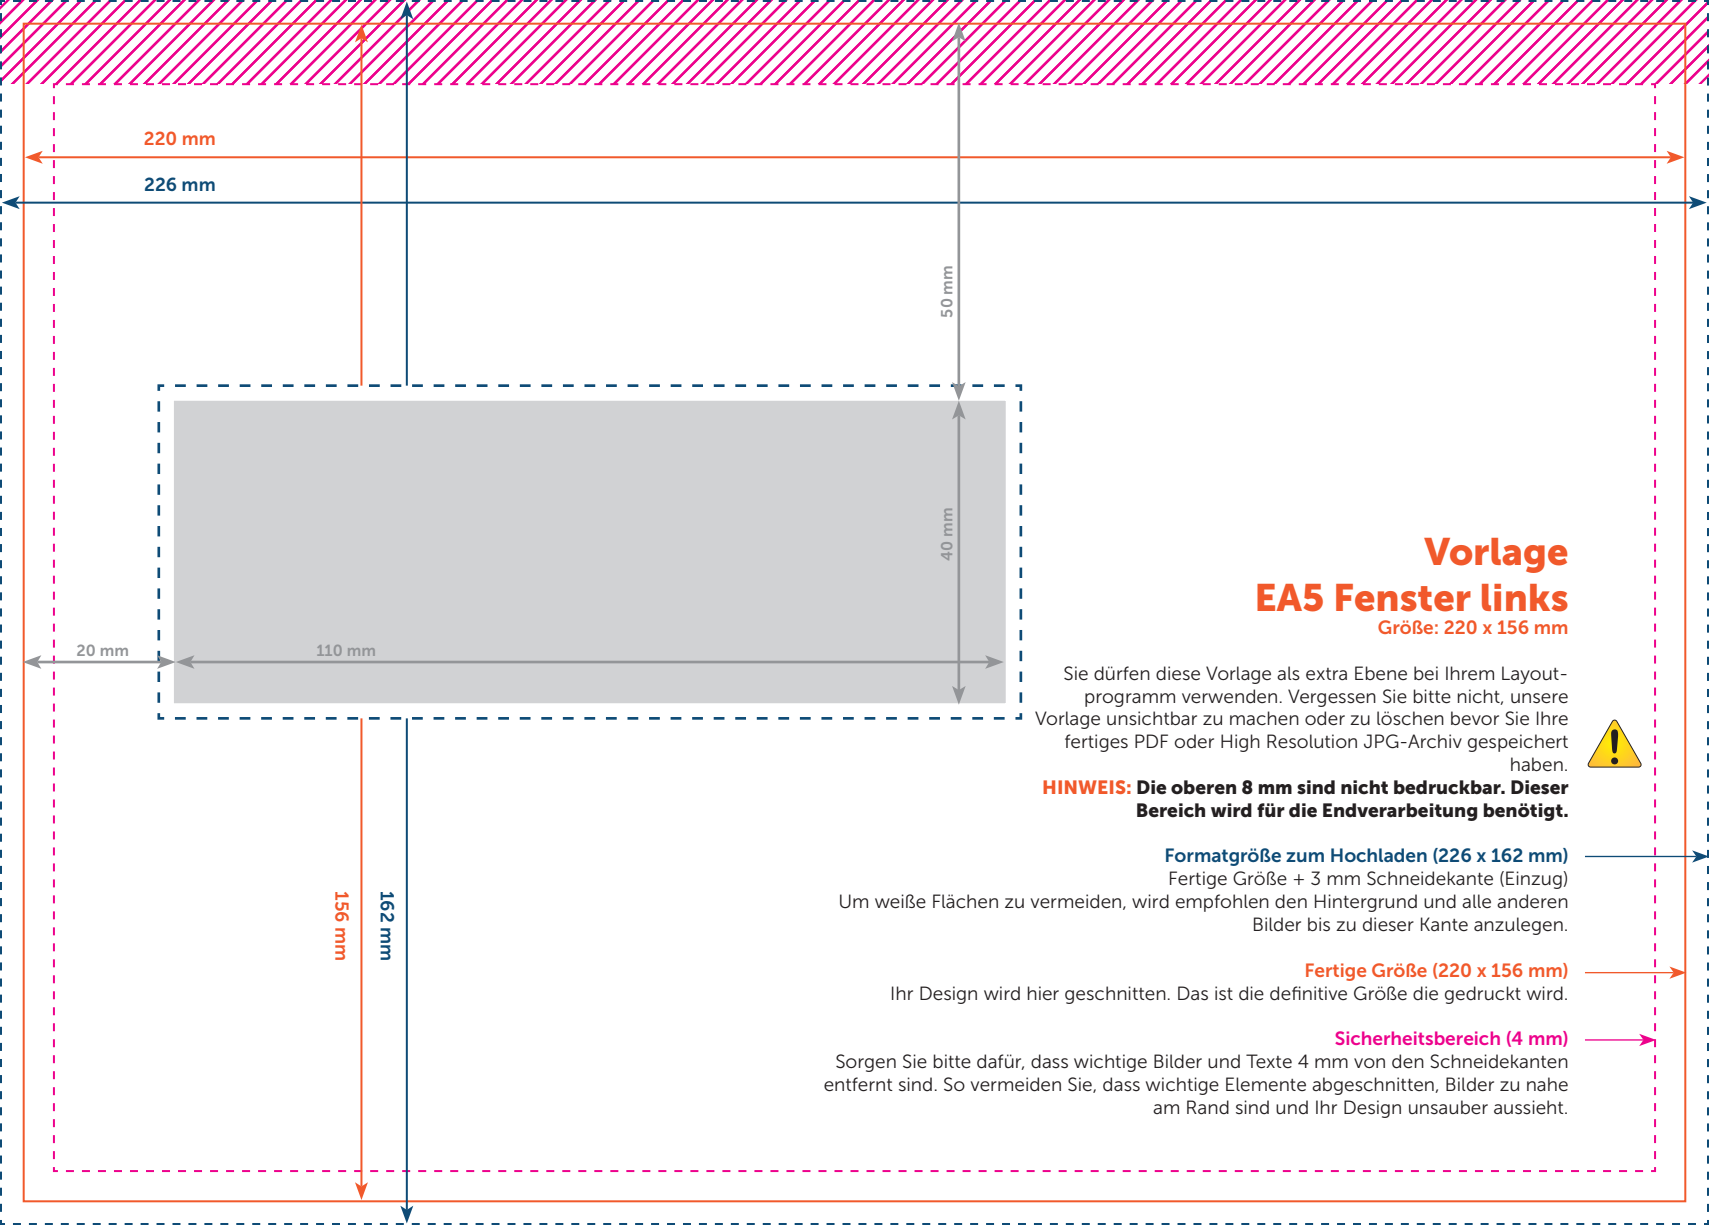 220 mm
226 mm
50 mm
40 mm
20 mm
110 mm
156 mm
162 mm
Vorlage
EA5 Fenster links
Größe: 220 x 156 mm
Sie dürfen diese Vorlage als extra Ebene bei Ihrem Layout-
programm verwenden. Vergessen Sie bitte nicht, unsere
Vorlage unsichtbar zu machen oder zu löschen bevor Sie Ihre
fertiges PDF oder High Resolution JPG-Archiv gespeichert
haben.
HINWEIS: Die oberen 8 mm sind nicht bedruckbar. Dieser
Bereich wird für die Endverarbeitung benötigt.
Formatgröße zum Hochladen (226 x 162 mm)
Fertige Größe + 3 mm Schneidekante (Einzug)
Um weiße Flächen zu vermeiden, wird empfohlen den Hintergrund und alle anderen
Bilder bis zu dieser Kante anzulegen.
Fertige Größe (220 x 156 mm)
Ihr Design wird hier geschnitten. Das ist die definitive Größe die gedruckt wird.
Sicherheitsbereich (4 mm)
Sorgen Sie bitte dafür, dass wichtige Bilder und Texte 4 mm von den Schneidekanten
entfernt sind. So vermeiden Sie, dass wichtige Elemente abgeschnitten, Bilder zu nahe
am Rand sind und Ihr Design unsauber aussieht.